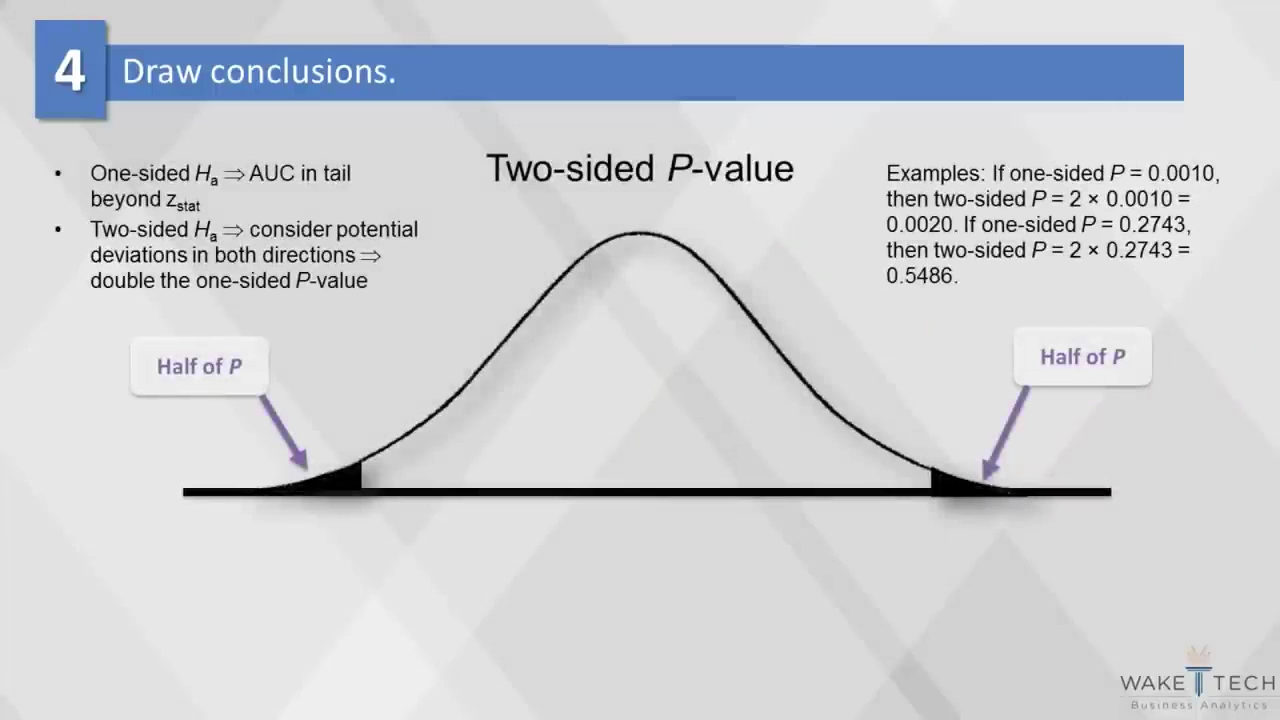 4
Draw conclusions.
• One-sided Ha ⇒ AUC in tail
beyond zstat
• Two-sided Ha ⇒ consider potential
deviations in both directions ⇒
double the one-sided P-value
Two-sided P-value
Examples: If one-sided P = 0.0010,
then two-sided P = 2 × 0.0010 =
0.0020. If one-sided P = 0.2743,
then two-sided P = 2 × 0.2743 =
0.5486.
Half of P
Half of P
WAKE TECH
Business Analytics